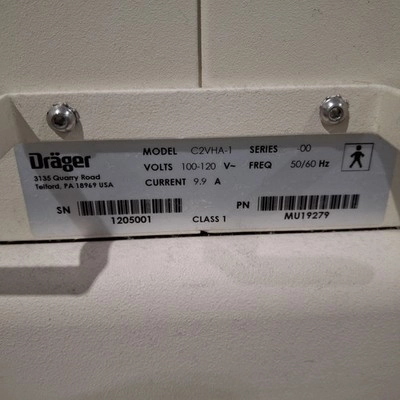 Dräger
3135 Quarry Road
Telford, PA 18969 USA
MODEL C2VHA-1 SERIES -00
VOLTS 100-120 V~ FREQ 50/60 Hz
CURRENT 9.9 A
SN 1205001
CLASS 1
PN MU19279